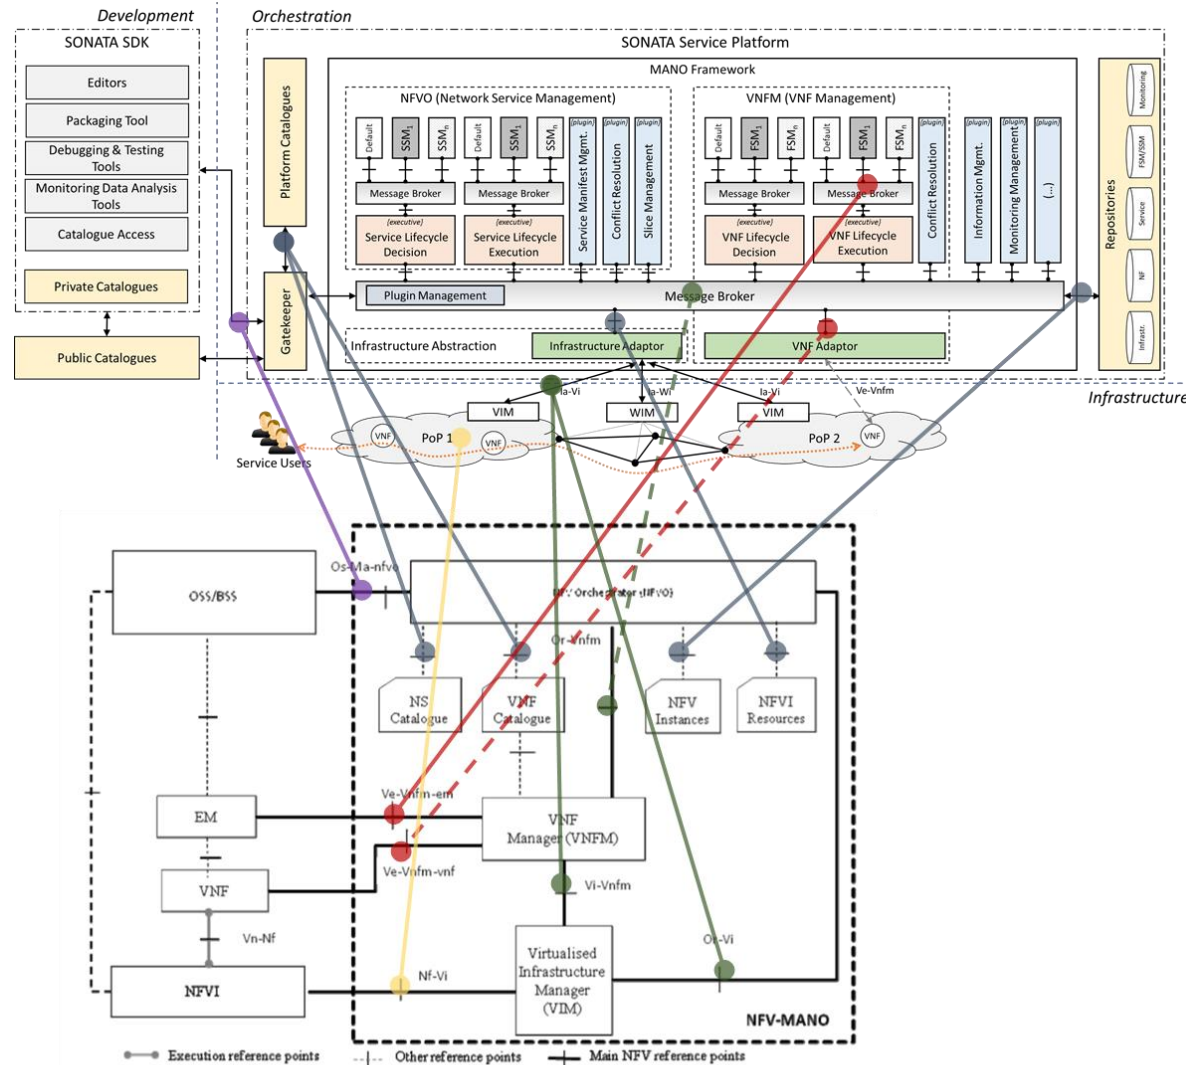 Development
Orchestration
SONATA SDK
Editors
Packaging Tool
Debugging & Testing
Tools
Monitoring Data Analysis
Tools
Catalogue Access
Private Catalogues
Public Catalogues
SONATA Service Platform
Platform Catalogues
Gatekeeper
MANO Framework
NFVO (Network Service Management)
Default
SSM1
SSMn
Default
SSM1
SSMn
Message Broker
Message Broker
{executive}
Service Lifecycle
Decision
{executive}
Service Lifecycle
Execution
{plugin}
Service Manifest Mgmt.
{plugin}
Conflict Resolution
{plugin}
Slice Management
VNFM (VNF Management)
Default
FSM1
FSMn
Default
FSM1
FSMn
Message Broker
Message Broker
{executive}
VNF Lifecycle
Decision
{executive}
VNF Lifecycle
Execution
{plugin}
Conflict Resolution
{plugin}
Information Mgmt.
{plugin}
Monitoring Management
{plugin}
(...)
Plugin Management
Message Broker
Infrastructure Abstraction
Infrastructure Adaptor
VNF Adaptor
Repositories
Monitoring
FSM/SSM
Service
NF
Infrastr.
Infrastructure
Ia-Vi
Ia-Wi
Ia-Vi
Ve-Vnfm
VIM
WIM
VIM
VNF
PoP 1
VNF
PoP 2
VNF
Service Users
OSS/BSS
Os-Ma-nfvo
NFV Orchestrator (NFVO)
Or-Vnfm
NS
Catalogue
VNF
Catalogue
NFV
Instances
NFVI
Resources
EM
Ve-Vnfm-em
VNF
Manager (VNFM)
Ve-Vnfm-vnf
VNF
Vi-Vnfm
Vn-Nf
Or-Vi
NFVI
Nf-Vi
Virtualised
Infrastructure
Manager
(VIM)
NFV-MANO
Execution reference points
Other reference points
Main NFV reference points